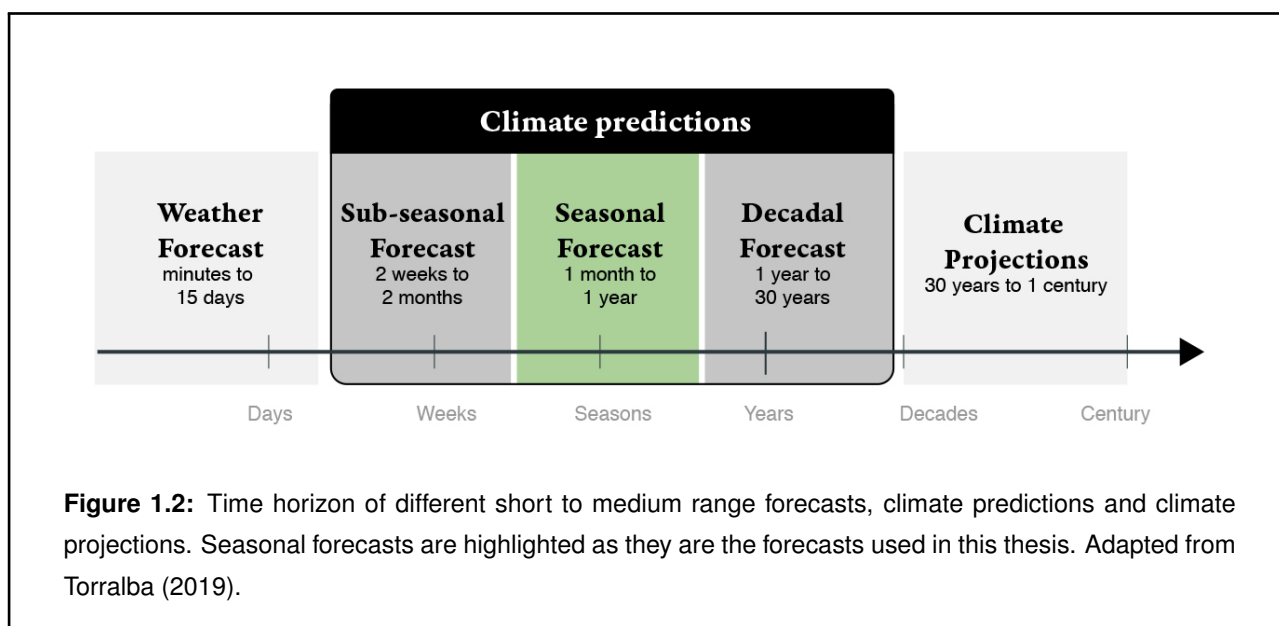 Climate predictions
Weather
Forecast
minutes to
15 days
Sub-seasonal
Forecast
2 weeks to
2 months
Seasonal
Forecast
1 month to
1 year
Decadal
Forecast
1 year to
30 years
Climate
Projections
30 years to 1 century
Days
Weeks
Seasons
Years
Decades
Century
Figure 1.2: Time horizon of different short to medium range forecasts, climate predictions and climate
projections. Seasonal forecasts are highlighted as they are the forecasts used in this thesis. Adapted from
Torralba (2019).